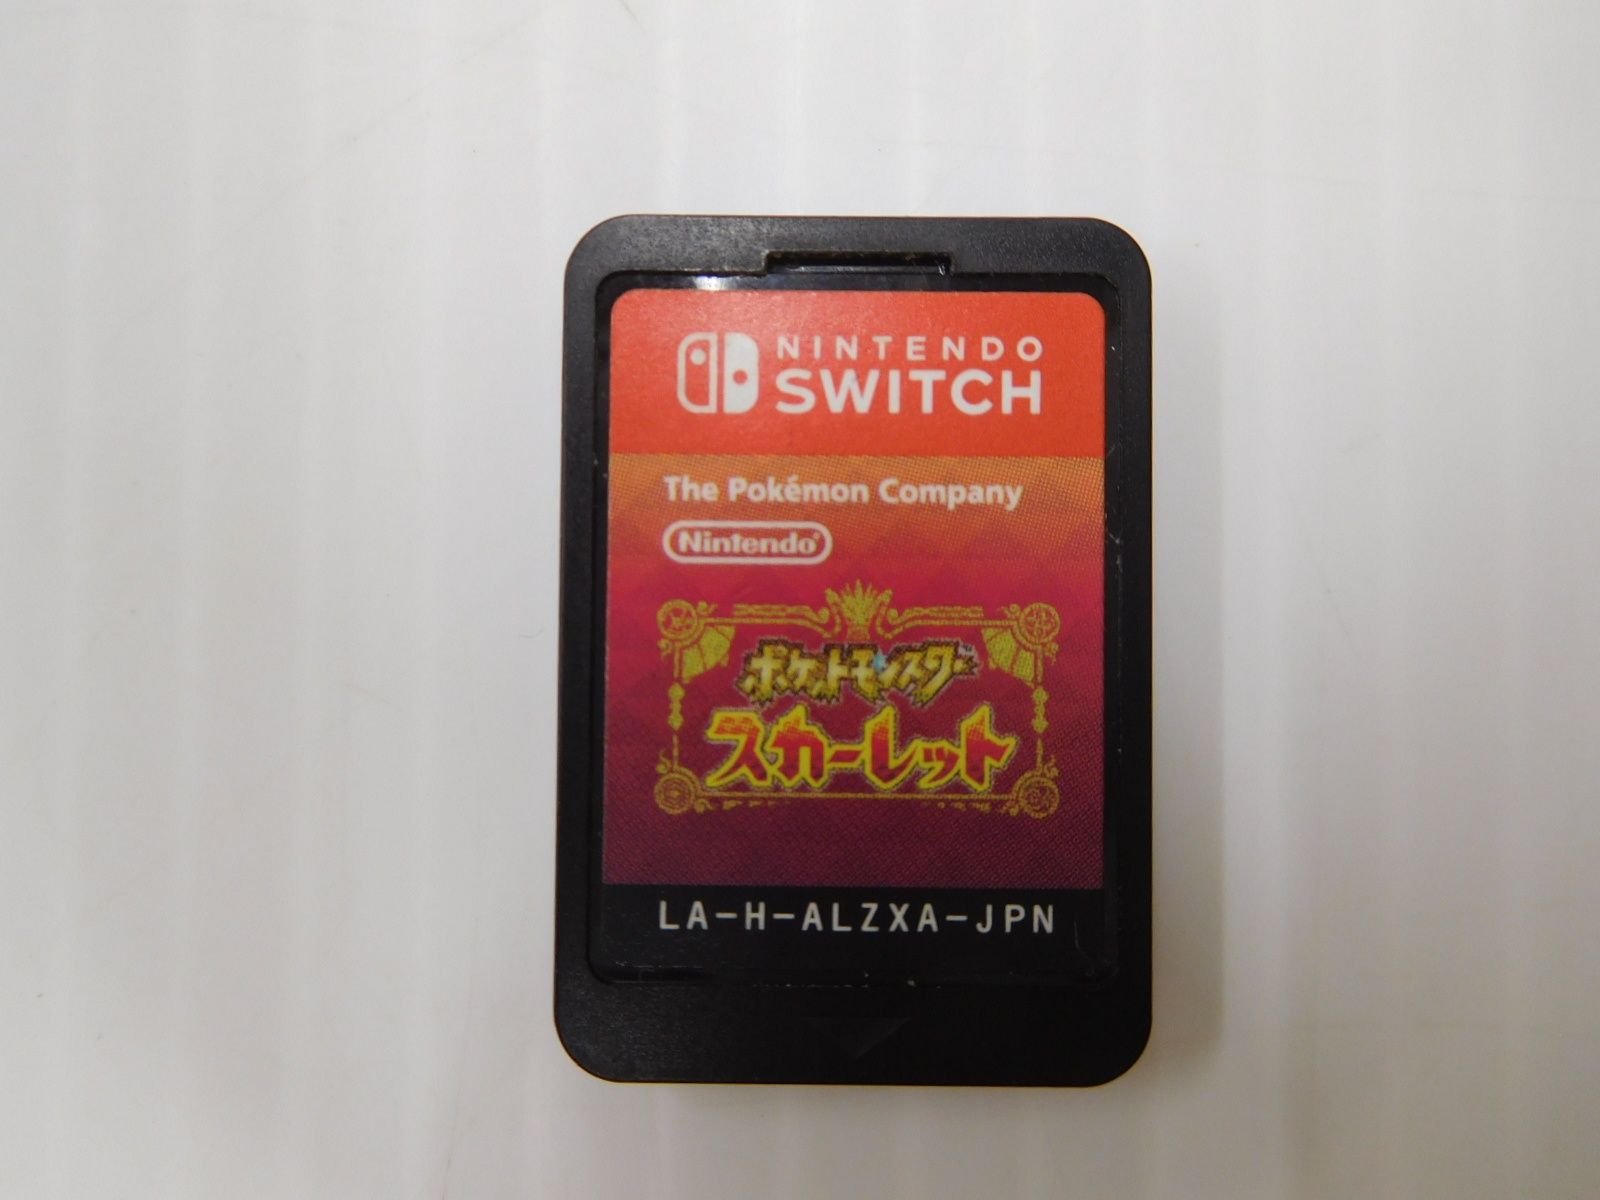 NINTENDO
SWITCH
The Pokémon Company
Nintendo
ポケットモンスター
スカーレット
LA-H-ALZXA-JPN